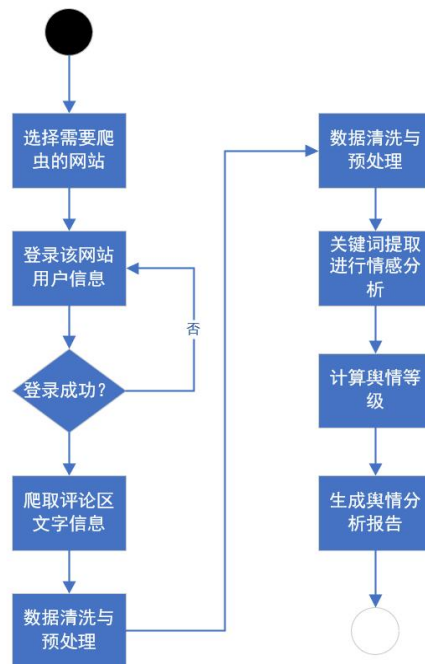 选择需要爬
虫的网站
登录该网站
用户信息
否
登录成功？
爬取评论区
文字信息
数据清洗与
预处理
数据清洗与
预处理
关键词提取
进行情感分
析
计算舆情等
级
生成舆情分
析报告